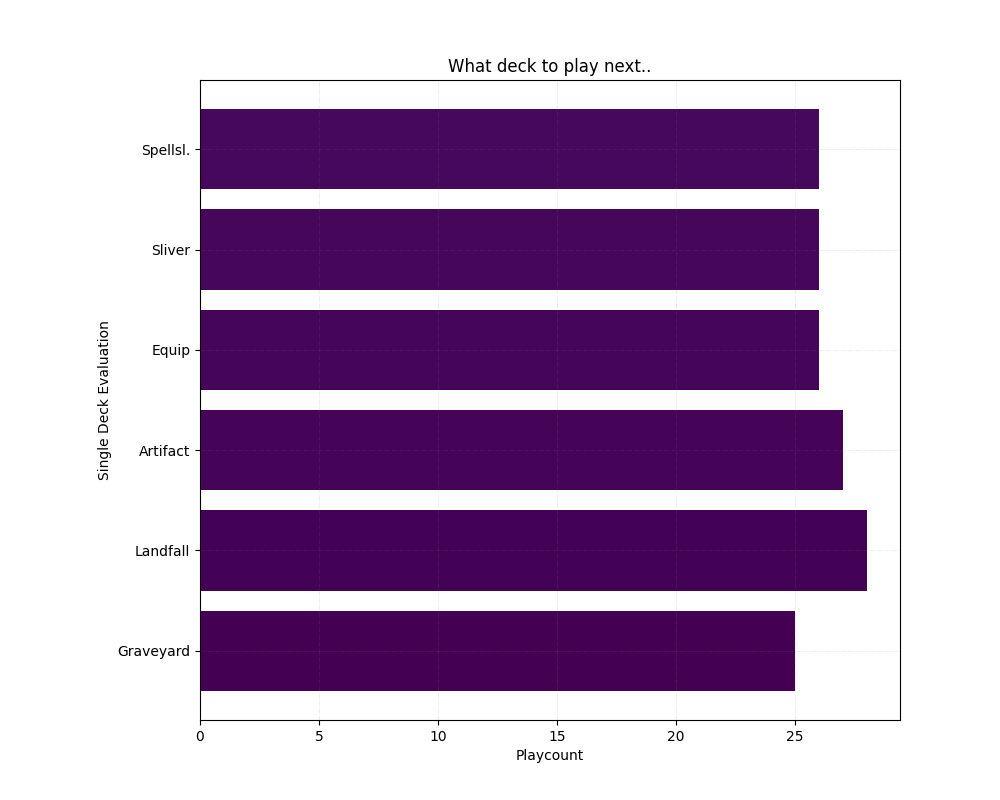 What deck to play next..
Single Deck Evaluation
Spellsl.
Sliver
Equip
Artifact
Landfall
Graveyard
0 5 10 15 20 25
Playcount